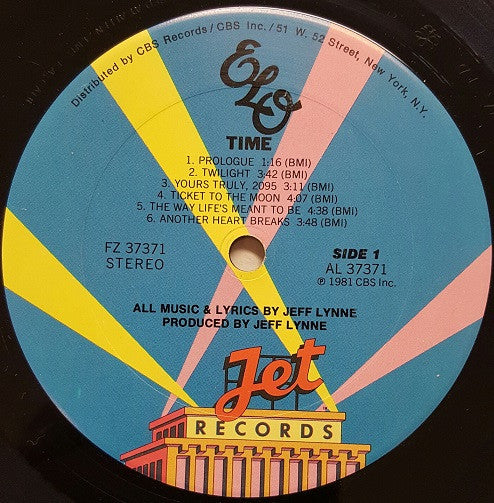 Distributed by CBS Records/CBS Inc./51 W. 52 Street, New York, N.Y.
ELO
TIME
1. PROLOGUE 1:16 (BMI)
2. TWILIGHT 3:42 (BMI)
3. YOURS TRULY, 2095 3:11 (BMI)
4. TICKET TO THE MOON 4:07 (BMI)
5. THE WAY LIFE'S MEANT TO BE 4:38 (BMI)
6. ANOTHER HEART BREAKS 3:48 (BMI)
FZ 37371
STEREO
SIDE 1
AL 37371
℗ 1981 CBS Inc.
ALL MUSIC & LYRICS BY JEFF LYNNE
PRODUCED BY JEFF LYNNE
Jet
RECORDS